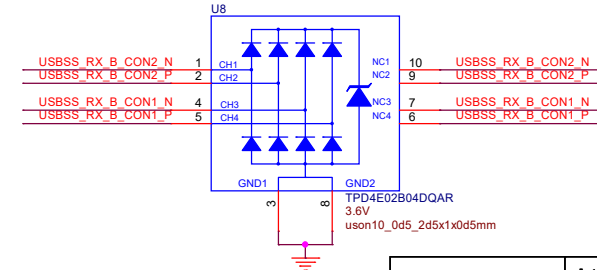 U8
USBSS_RX_B_CON2_N 1 CH1 NC1 10 USBSS_RX_B_CON2_N
USBSS_RX_B_CON2_P 2 CH2 NC2 9 USBSS_RX_B_CON2_P
USBSS_RX_B_CON1_N 4 CH3 NC3 7 USBSS_RX_B_CON1_N
USBSS_RX_B_CON1_P 5 CH4 NC4 6 USBSS_RX_B_CON1_P
GND1 GND2
3 8
TPD4E02B04DQAR
3.6V
uson10_0d5_2d5x1x0d5mm